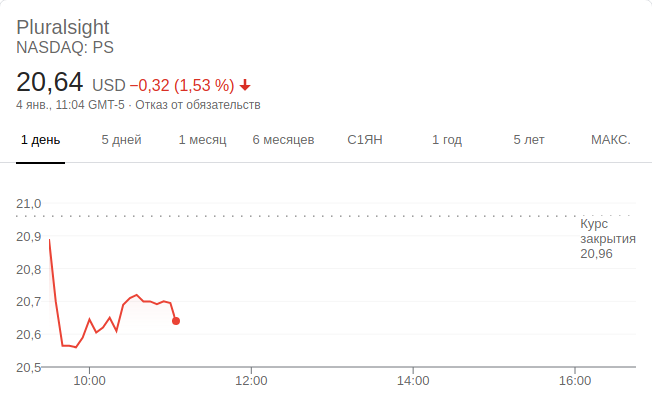 Pluralsight
NASDAQ: PS
20,64 USD −0,32 (1,53 %)
4 янв., 11:04 GMT-5 · Отказ от обязательств
1 день 5 дней 1 месяц 6 месяцев С1ЯН 1 год 5 лет МАКС.
21,0
Курс
закрытия
20,96
20,9
20,8
20,7
20,6
20,5
10:00 12:00 14:00 16:00